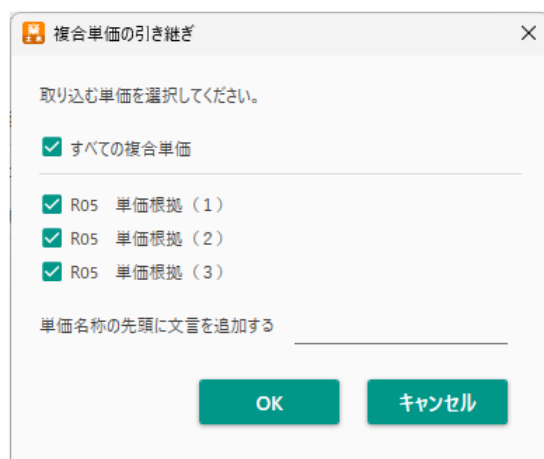 複合単価の引き継ぎ
取り込む単価を選択してください。
すべての複合単価
R05　単価根拠（1）
R05　単価根拠（2）
R05　単価根拠（3）
単価名称の先頭に文言を追加する
OK　キャンセル